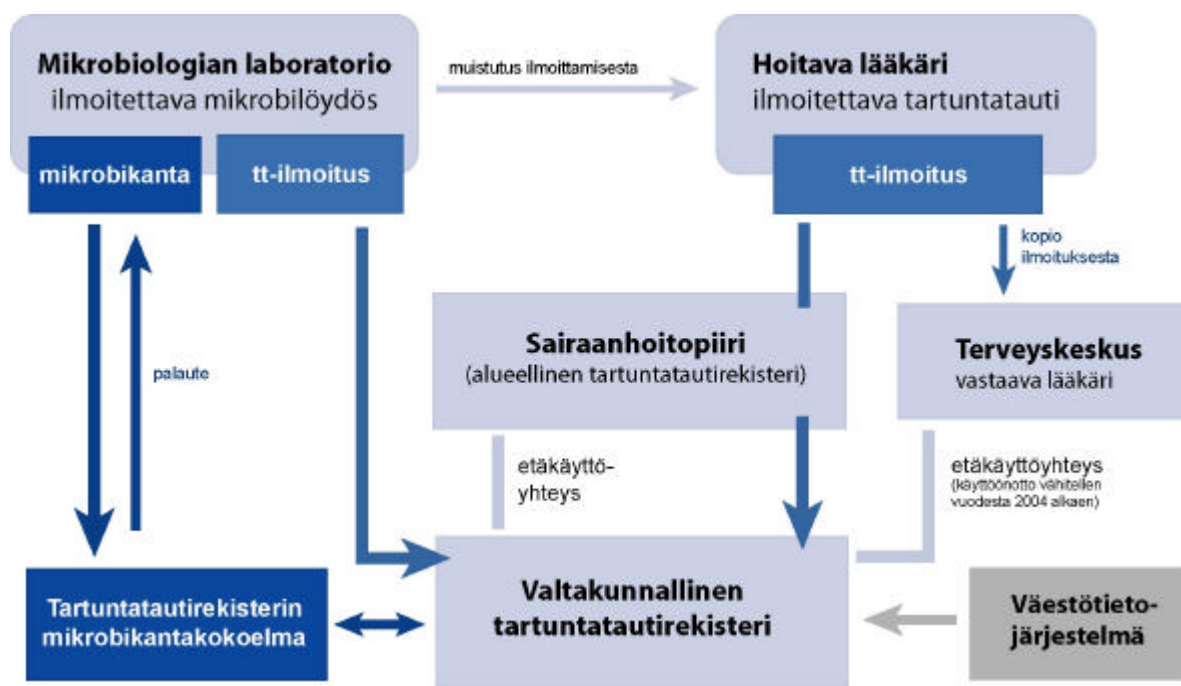 Mikrobiologian laboratorio
ilmoitettava mikrobilöydös
mikrobikanta
tt-ilmoitus
muistutus ilmoittamisesta
Hoitava lääkäri
ilmoitettava tartuntatauti
tt-ilmoitus
kopio
ilmoituksesta
Sairaanhoitopiiri
(alueellinen tartuntatautirekisteri)
Terveyskeskus
vastaava lääkäri
palaute
etäkäyttö-
yhteys
etäkäyttöyhteys
(käyttöönotto vähitellen
vuodesta 2004 alkaen)
Tartuntatautirekisterin
mikrobikantakokoelma
Valtakunnallinen
tartuntatautirekisteri
Väestötieto-
järjestelmä